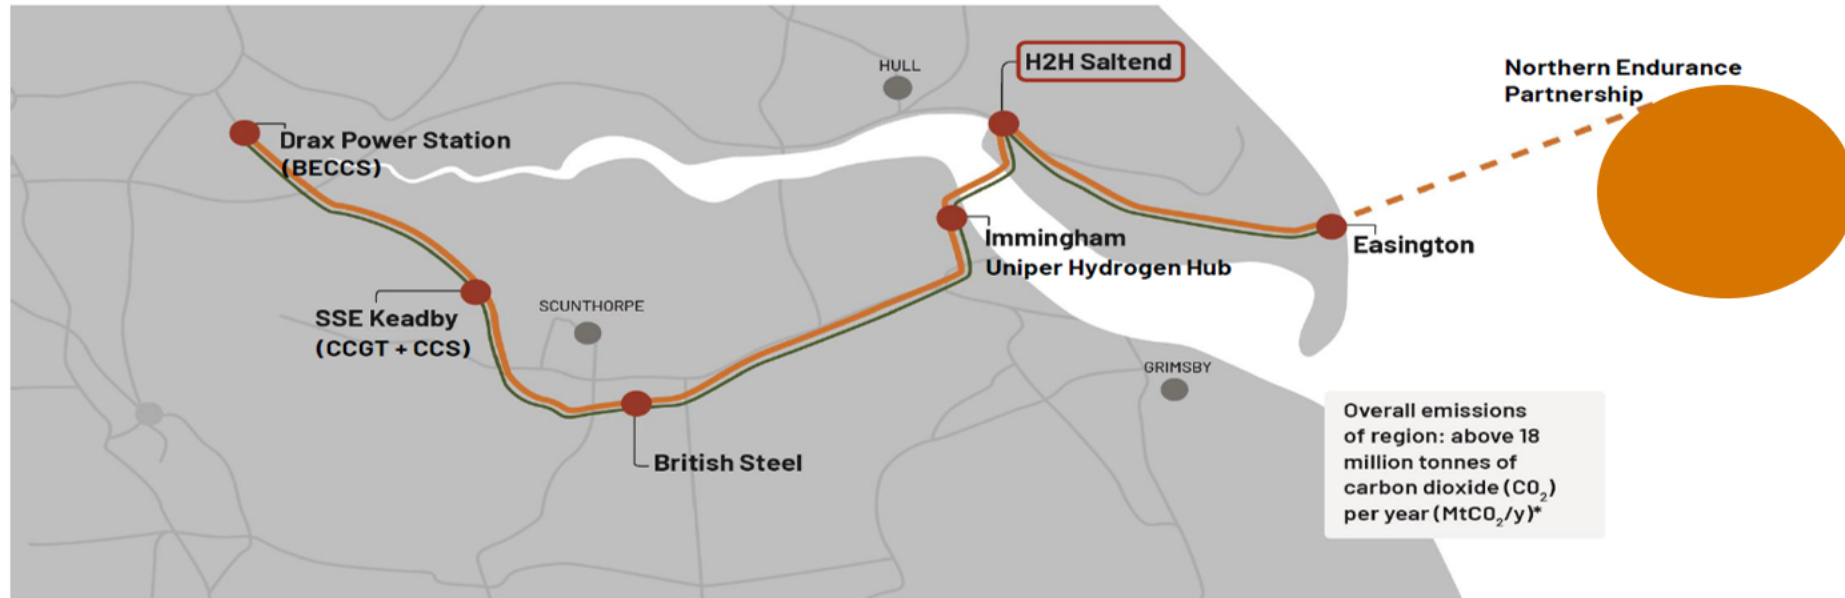 HULL
H2H Saltend
Northern Endurance
Partnership
Drax Power Station
(BECCS)
Immingham
Uniper Hydrogen Hub
Easington
SSE Keadby
(CCGT + CCS)
SCUNTHORPE
GRIMSBY
British Steel
Overall emissions
of region: above 18
million tonnes of
carbon dioxide (CO₂)
per year (MtCO₂/y)*